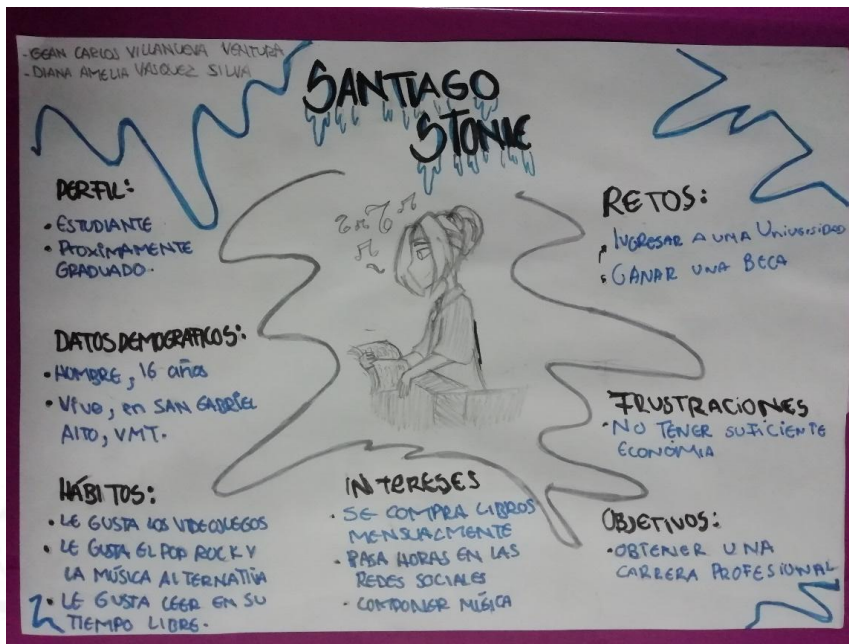 - GEAN CARLOS VILLANUEVA VENTURA
- DIANA AMELIA VASQUEZ SILVA
SANTIAGO
STONE
PERFIL:
• ESTUDIANTE
• PROXIMAMENTE
GRADUADO.
DATOS DEMOGRAFICOS:
• HOMBRE, 16 años
• VIVE, en SAN GABRIEL
ALTO, VMT.
HÁBITOS:
• LE GUSTA LOS VIDEOJUEGOS
• LE GUSTA EL POP ROCK Y
LA MÚSICA ALTERNATIVA
• LE GUSTA LEER EN SU
TIEMPO LIBRE.
INTERESES
• SE COMPRA LIBROS
MENSUALMENTE
• PASA HORAS EN LAS
REDES SOCIALES
• COMPONER MÚSICA
RETOS:
• INGRESAR A UNA Universidad
• GANAR UNA BECA
FRUSTRACIONES
• NO TENER SUFICIENTE
ECONOMIA
OBJETIVOS:
• OBTENER UNA
CARRERA PROFESIONAL